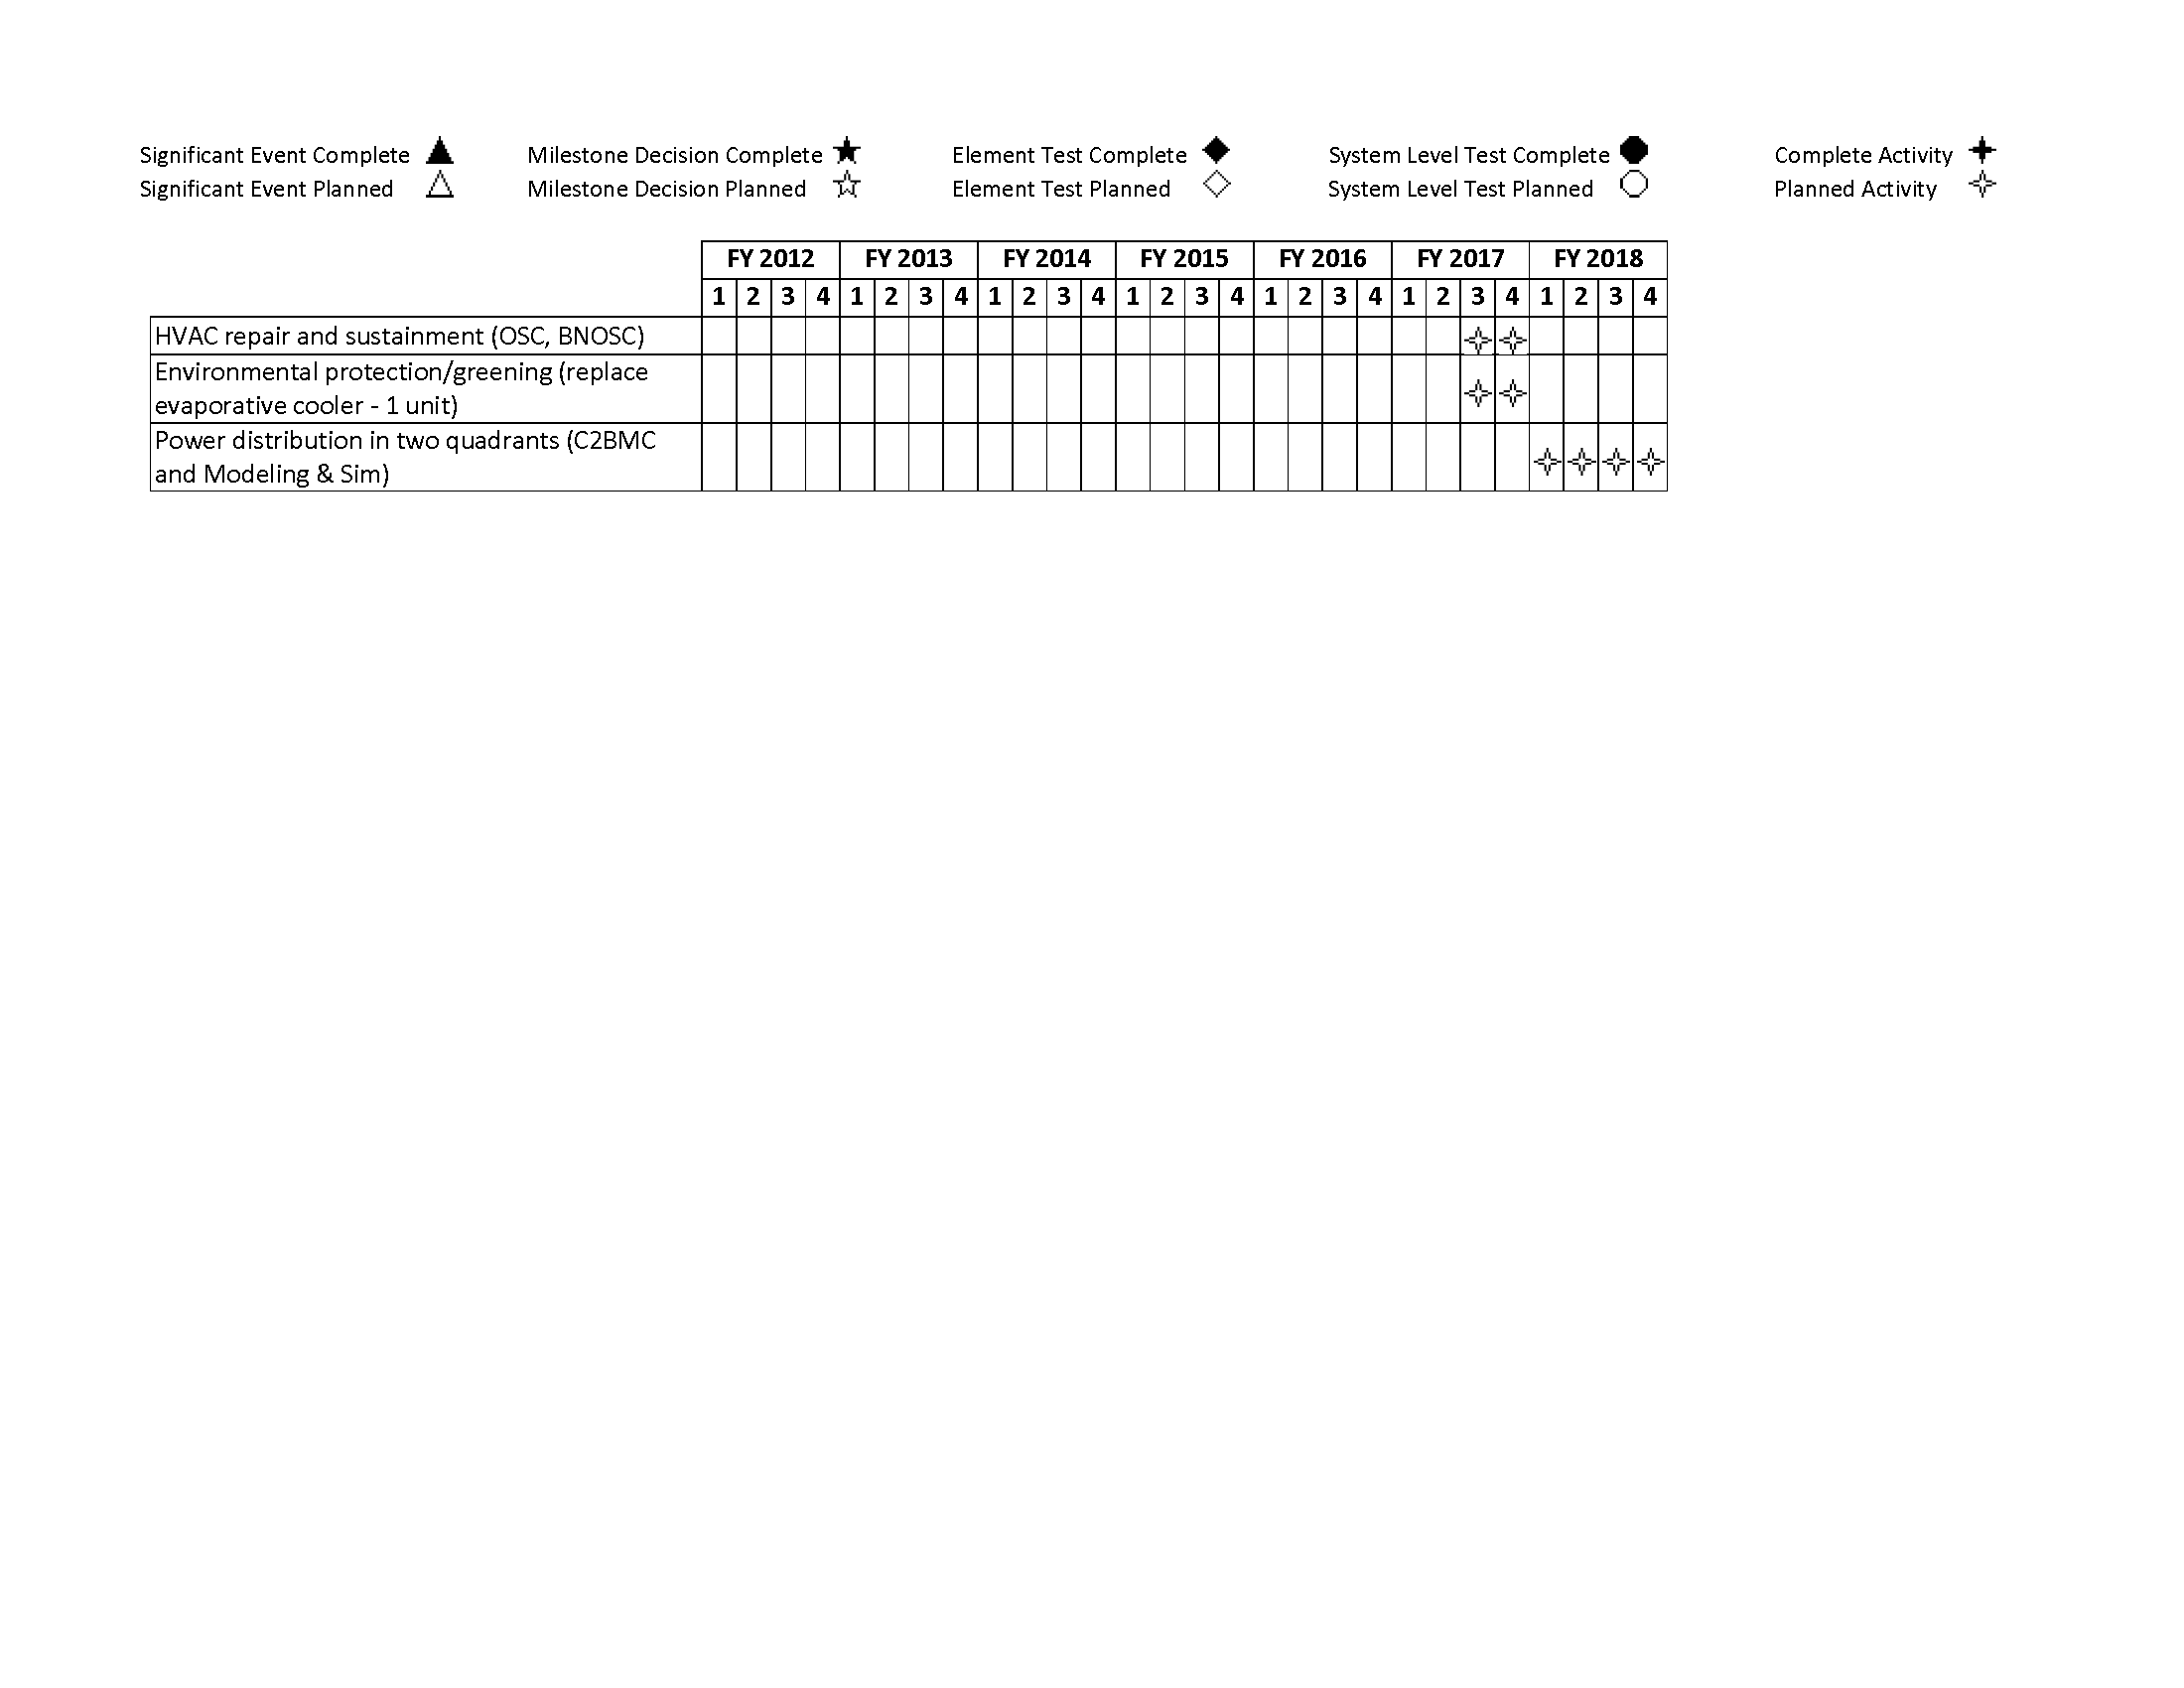 Significant Event Complete Milestone Decision Complete Element Test Complete System Level Test Complete Complete Activity
Significant Event Planned Milestone Decision Planned Element Test Planned System Level Test Planned Planned Activity
FY 2012 FY 2013 FY 2014 FY 2015 FY 2016 FY 2017 FY 2018
1 2 3 4 1 2 3 4 1 2 3 4 1 2 3 4 1 2 3 4 1 2 3 4 1 2 3 4
HVAC repair and sustainment (OSC, BNOSC)
Environmental protection/greening (replace
evaporative cooler - 1 unit)
Power distribution in two quadrants (C2BMC
and Modeling & Sim)